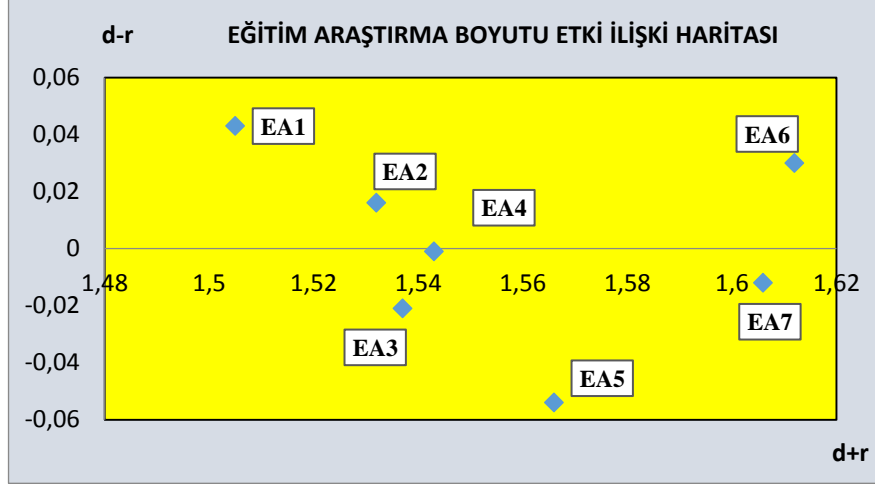 d-r EĞİTİM ARAŞTIRMA BOYUTU ETKİ İLİŞKİ HARİTASI
0,06
0,04
0,02
0
-0,02
-0,04
-0,06
1,48 1,5 1,52 1,54 1,56 1,58 1,6 1,62
EA1
EA2
EA4
EA6
EA3
EA7
EA5
d+r